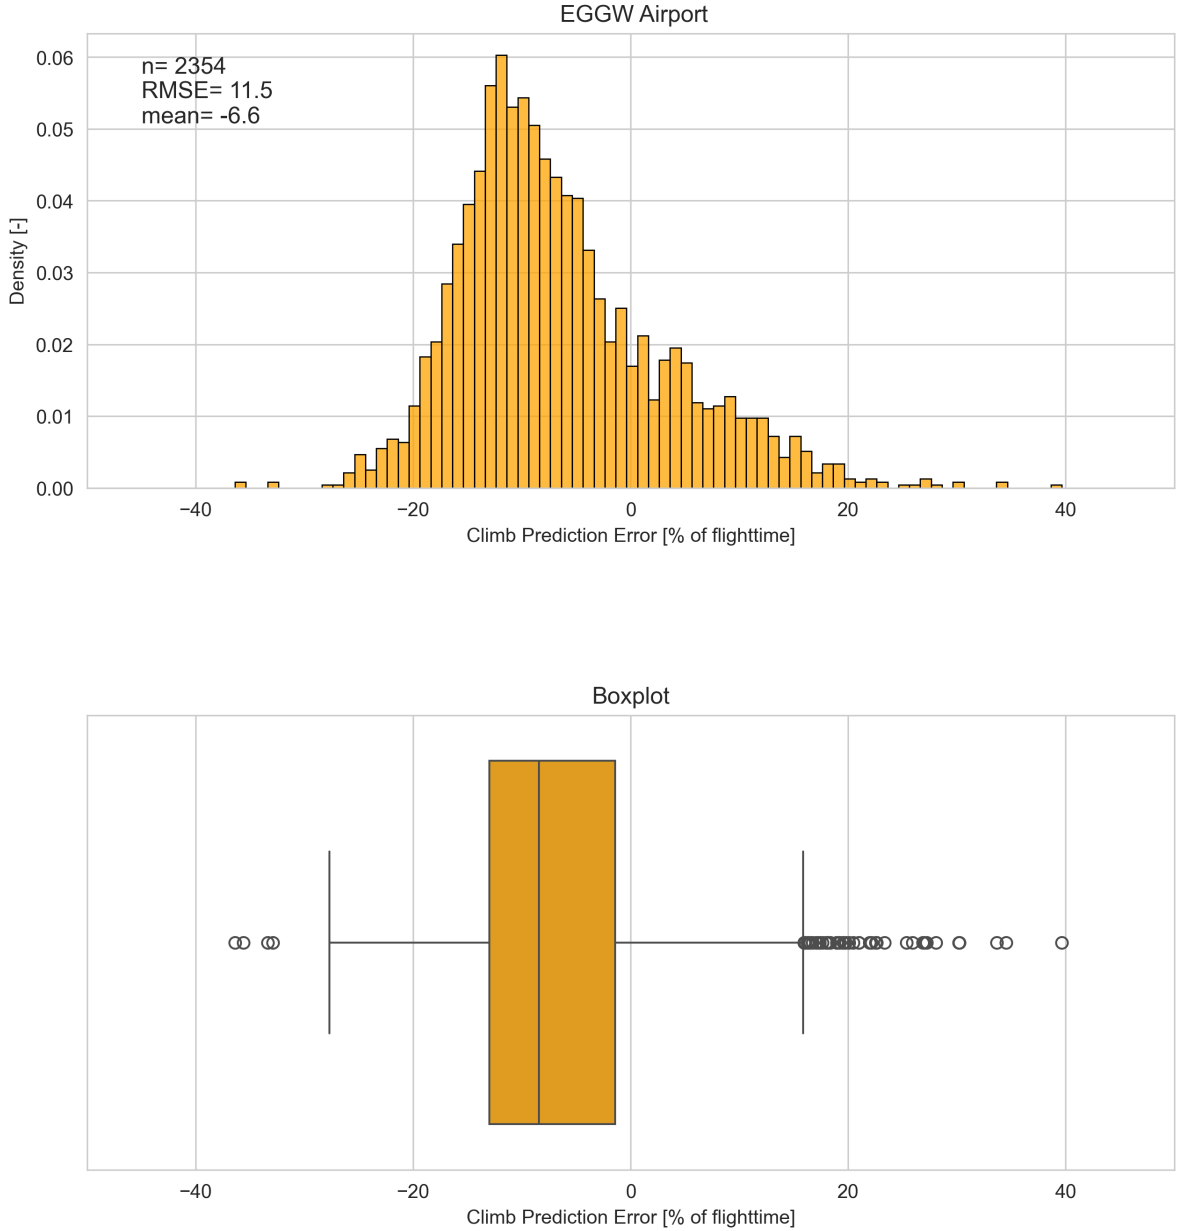 EGGW Airport
n= 2354
RMSE= 11.5
mean= -6.6
0.06
0.05
0.04
0.03
0.02
0.01
0.00
Density [-]
−40 −20 0 20 40
Climb Prediction Error [% of flighttime]
Boxplot
−40 −20 0 20 40
Climb Prediction Error [% of flighttime]